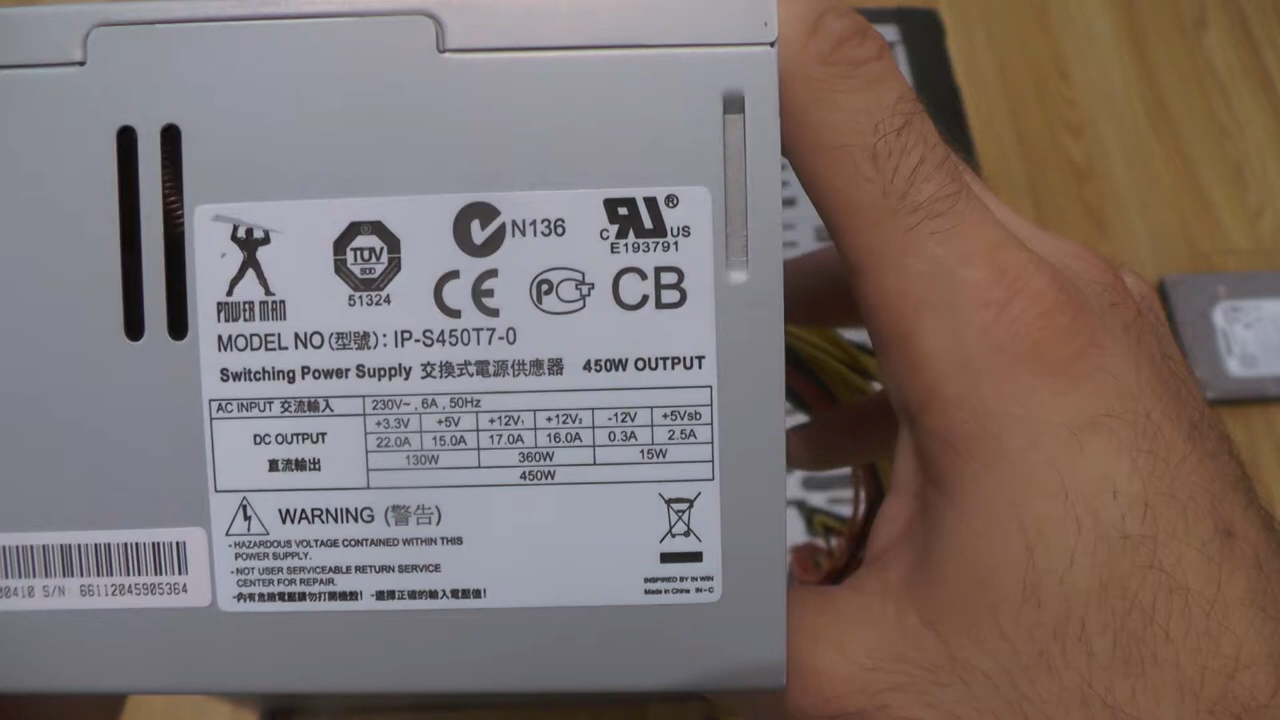 POWER MAN
TÜV
SÜD
51324
N136
C RU US ®
E193791
CE
PCT
CB
MODEL NO (型號): IP-S450T7-0
Switching Power Supply 交換式電源供應器 450W OUTPUT
AC INPUT 交流輸入 230V~ , 6A , 50Hz
DC OUTPUT
直流輸出
+3.3V +5V +12V₁ +12V₂ -12V +5Vsb
22.0A 15.0A 17.0A 16.0A 0.3A 2.5A
130W 360W 15W
450W
WARNING (警告)
- HAZARDOUS VOLTAGE CONTAINED WITHIN THIS
POWER SUPPLY.
- NOT USER SERVICEABLE RETURN SERVICE
CENTER FOR REPAIR.
-內有危險電壓請勿打開機殼! -選擇正確的輸入電壓值!
INSPIRED BY IN WIN
Made in China IN-C
00410 S/N 66112045905364